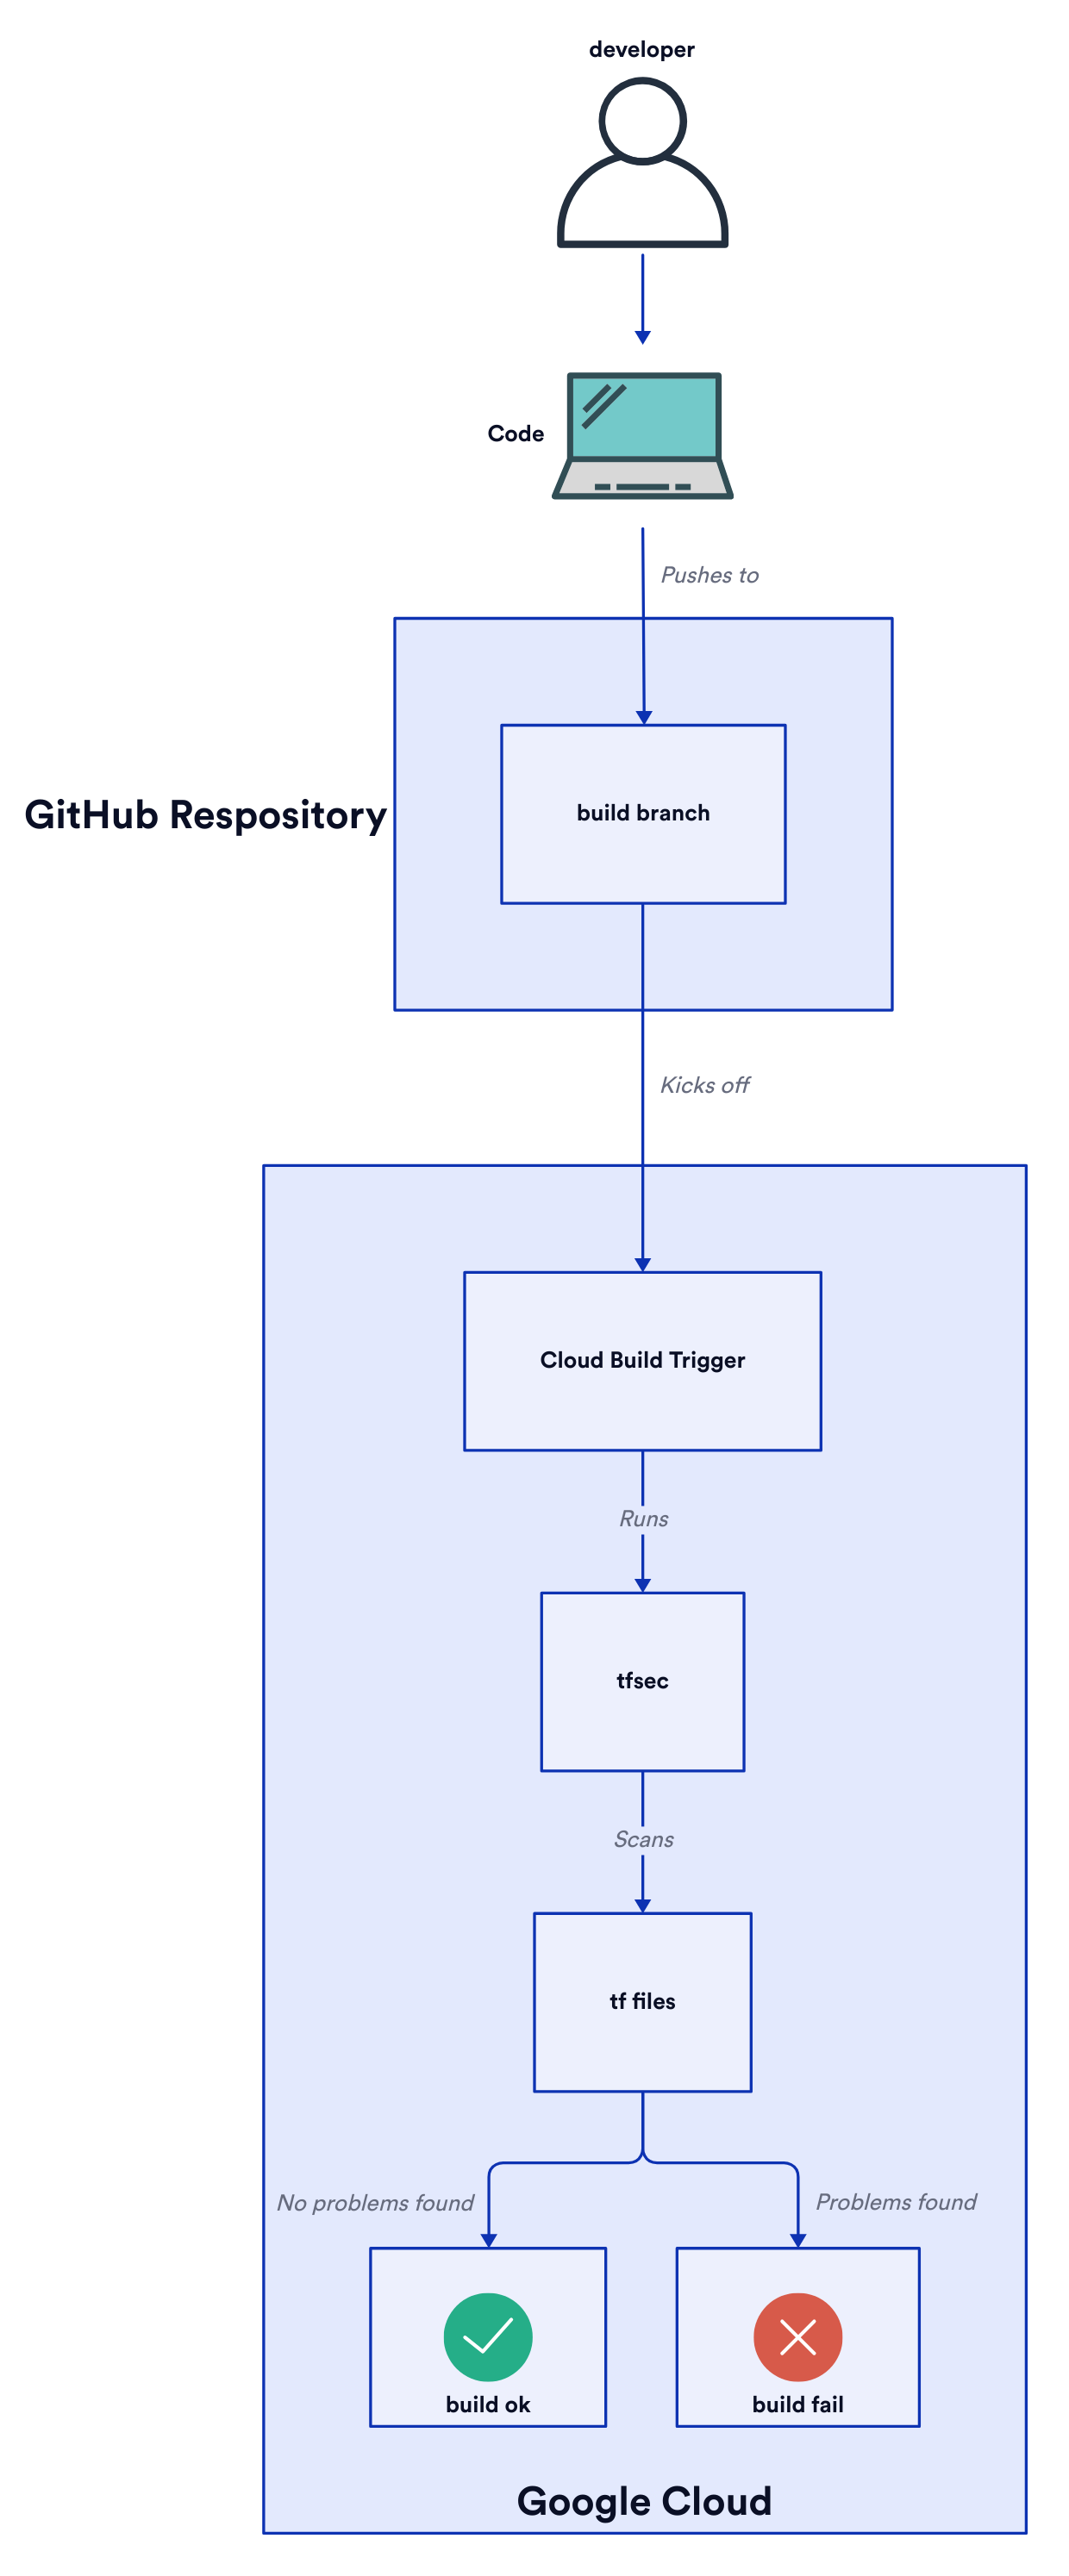 developer
Code
Pushes to
GitHub Respository
build branch
Kicks off
Cloud Build Trigger
Runs
tfsec
Scans
tf files
No problems found
Problems found
build ok
build fail
Google Cloud